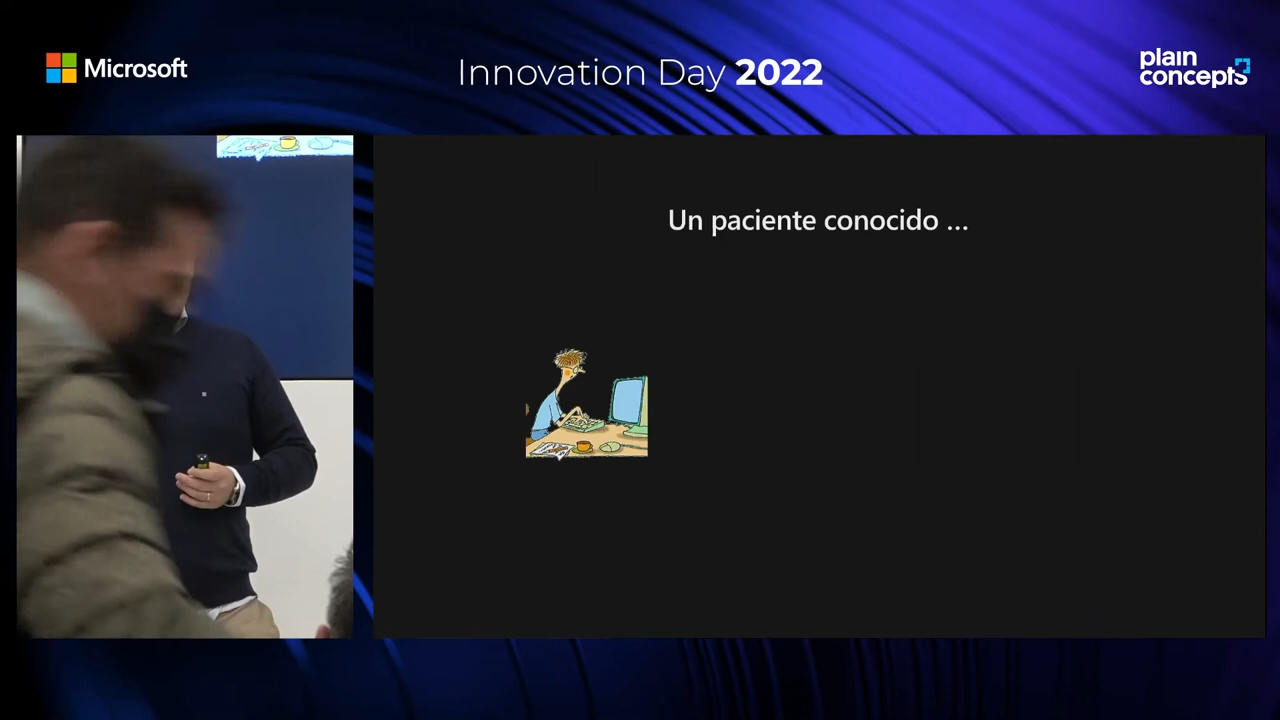 Microsoft
Innovation Day 2022
plain
concepts
Un paciente conocido ...